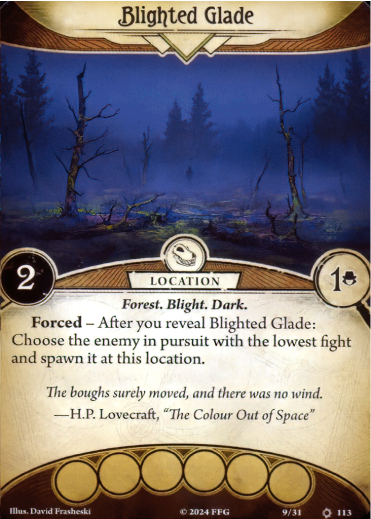 Blighted Glade
2
LOCATION
1
Forest. Blight. Dark.
Forced – After you reveal Blighted Glade:
Choose the enemy in pursuit with the lowest fight
and spawn it at this location.
The boughs surely moved, and there was no wind.
—H.P. Lovecraft, “The Colour Out of Space”
Illus. David Frasheski © 2024 FFG 9/31 113